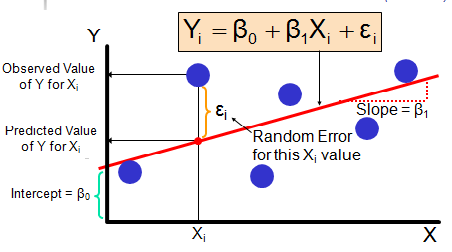 Yᵢ = β₀ + β₁Xᵢ + εᵢ
Y
Observed Value
of Y for Xᵢ
εᵢ
Slope = β₁
Predicted Value
of Y for Xᵢ
Random Error
for this Xᵢ value
Intercept = β₀
Xᵢ
X